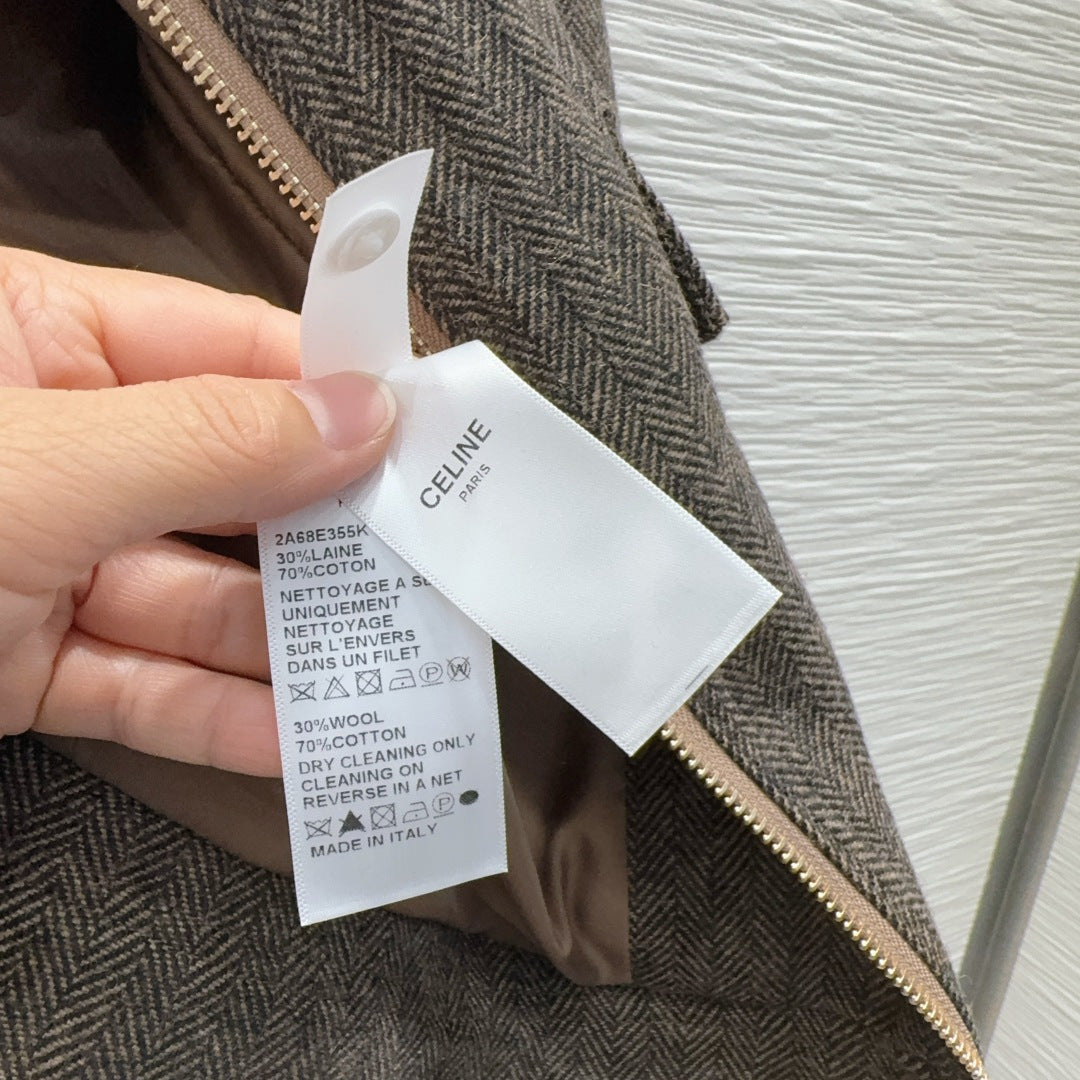 CELINE
PARIS
2A68E355K
30%LAINE
70%COTON
NETTOYAGE A
UNIQUEMENT
NETTOYAGE
SUR L'ENVERS
DANS UN FILET
P W
30%WOOL
70%COTTON
DRY CLEANING ONLY
CLEANING ON
REVERSE IN A NET
P
MADE IN ITALY